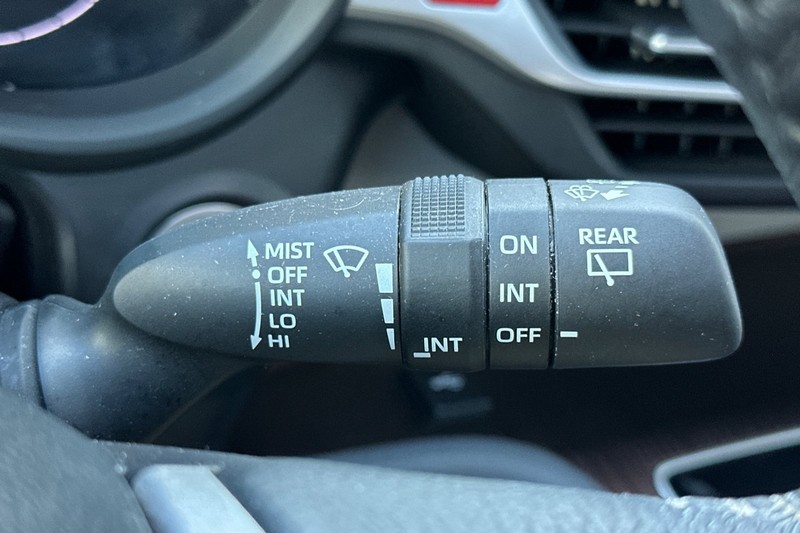 MIST
OFF
INT
LO
HI
INT
ON
INT
OFF
REAR